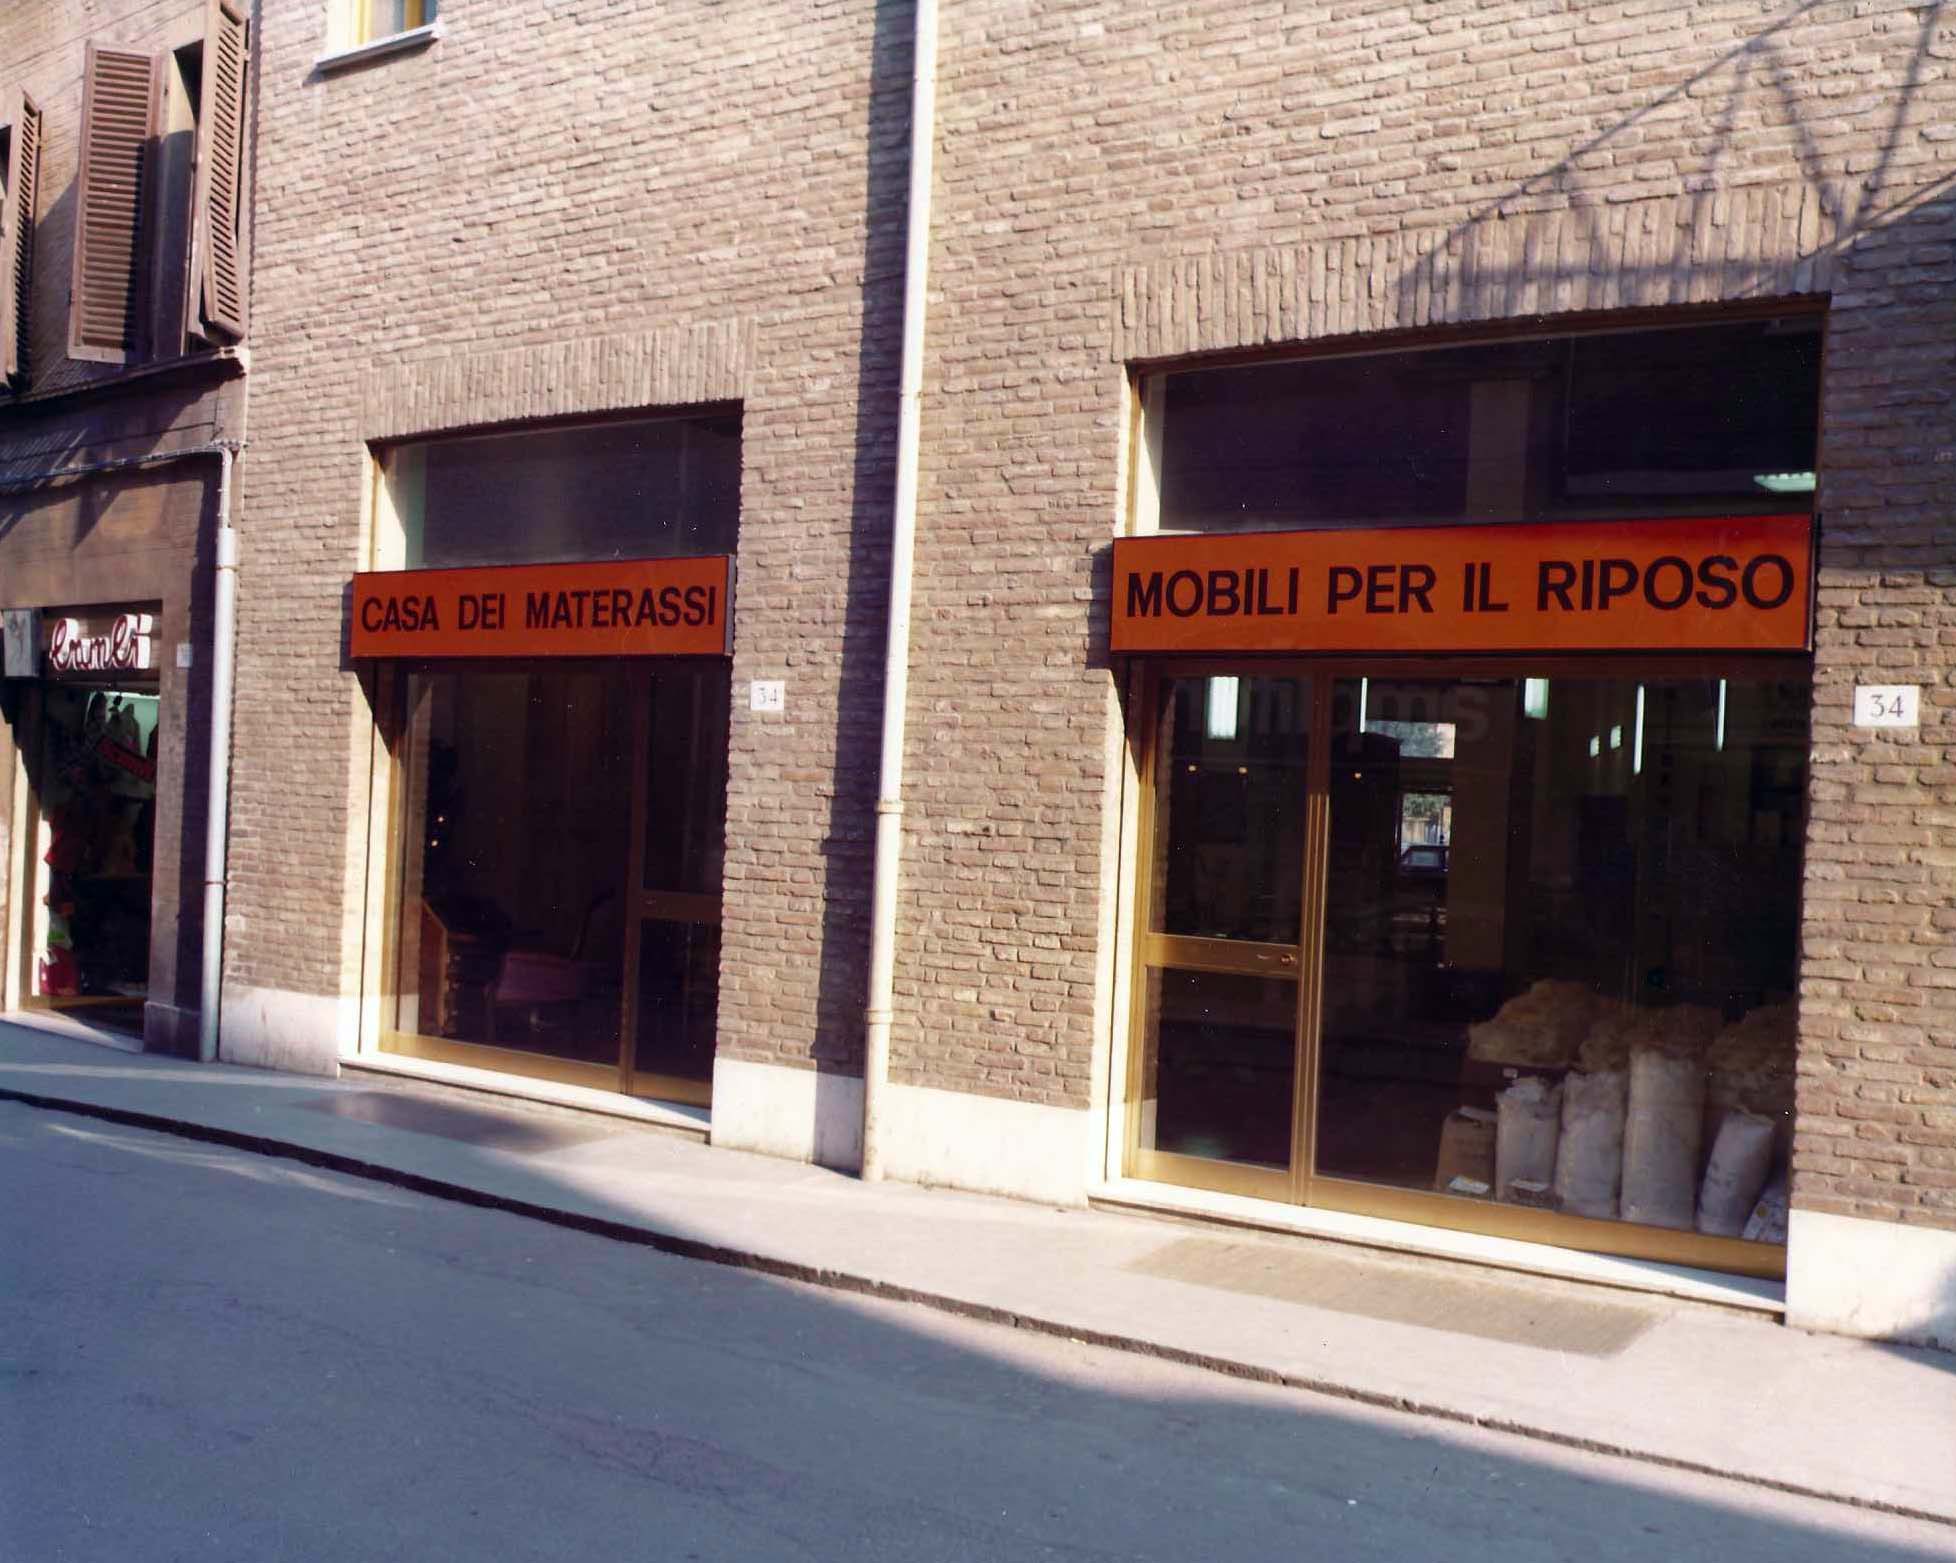 CASA DEI MATERASSI
34
MOBILI PER IL RIPOSO
34